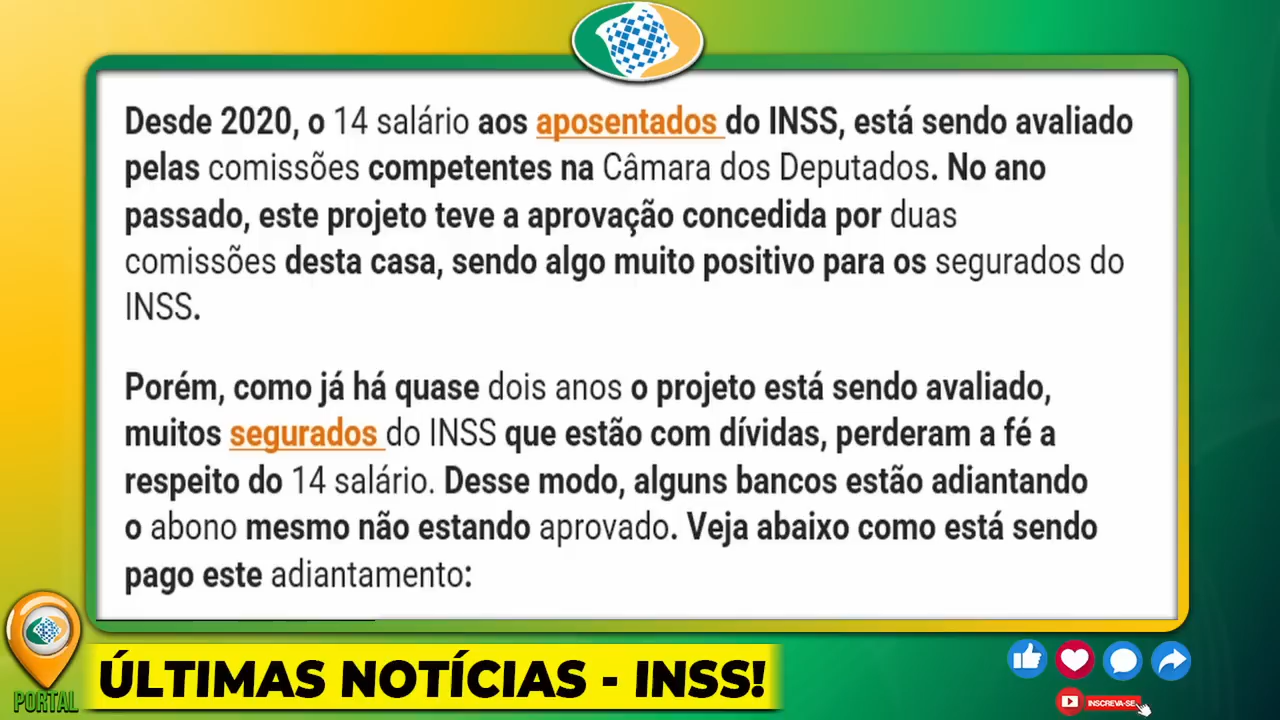 Desde 2020, o 14 salário aos aposentados do INSS, está sendo avaliado
pelas comissões competentes na Câmara dos Deputados. No ano
passado, este projeto teve a aprovação concedida por duas
comissões desta casa, sendo algo muito positivo para os segurados do
INSS.
Porém, como já há quase dois anos o projeto está sendo avaliado,
muitos segurados do INSS que estão com dívidas, perderam a fé a
respeito do 14 salário. Desse modo, alguns bancos estão adiantando
o abono mesmo não estando aprovado. Veja abaixo como está sendo
pago este adiantamento:
PORTAL
ÚLTIMAS NOTÍCIAS - INSS!
INSCREVA-SE